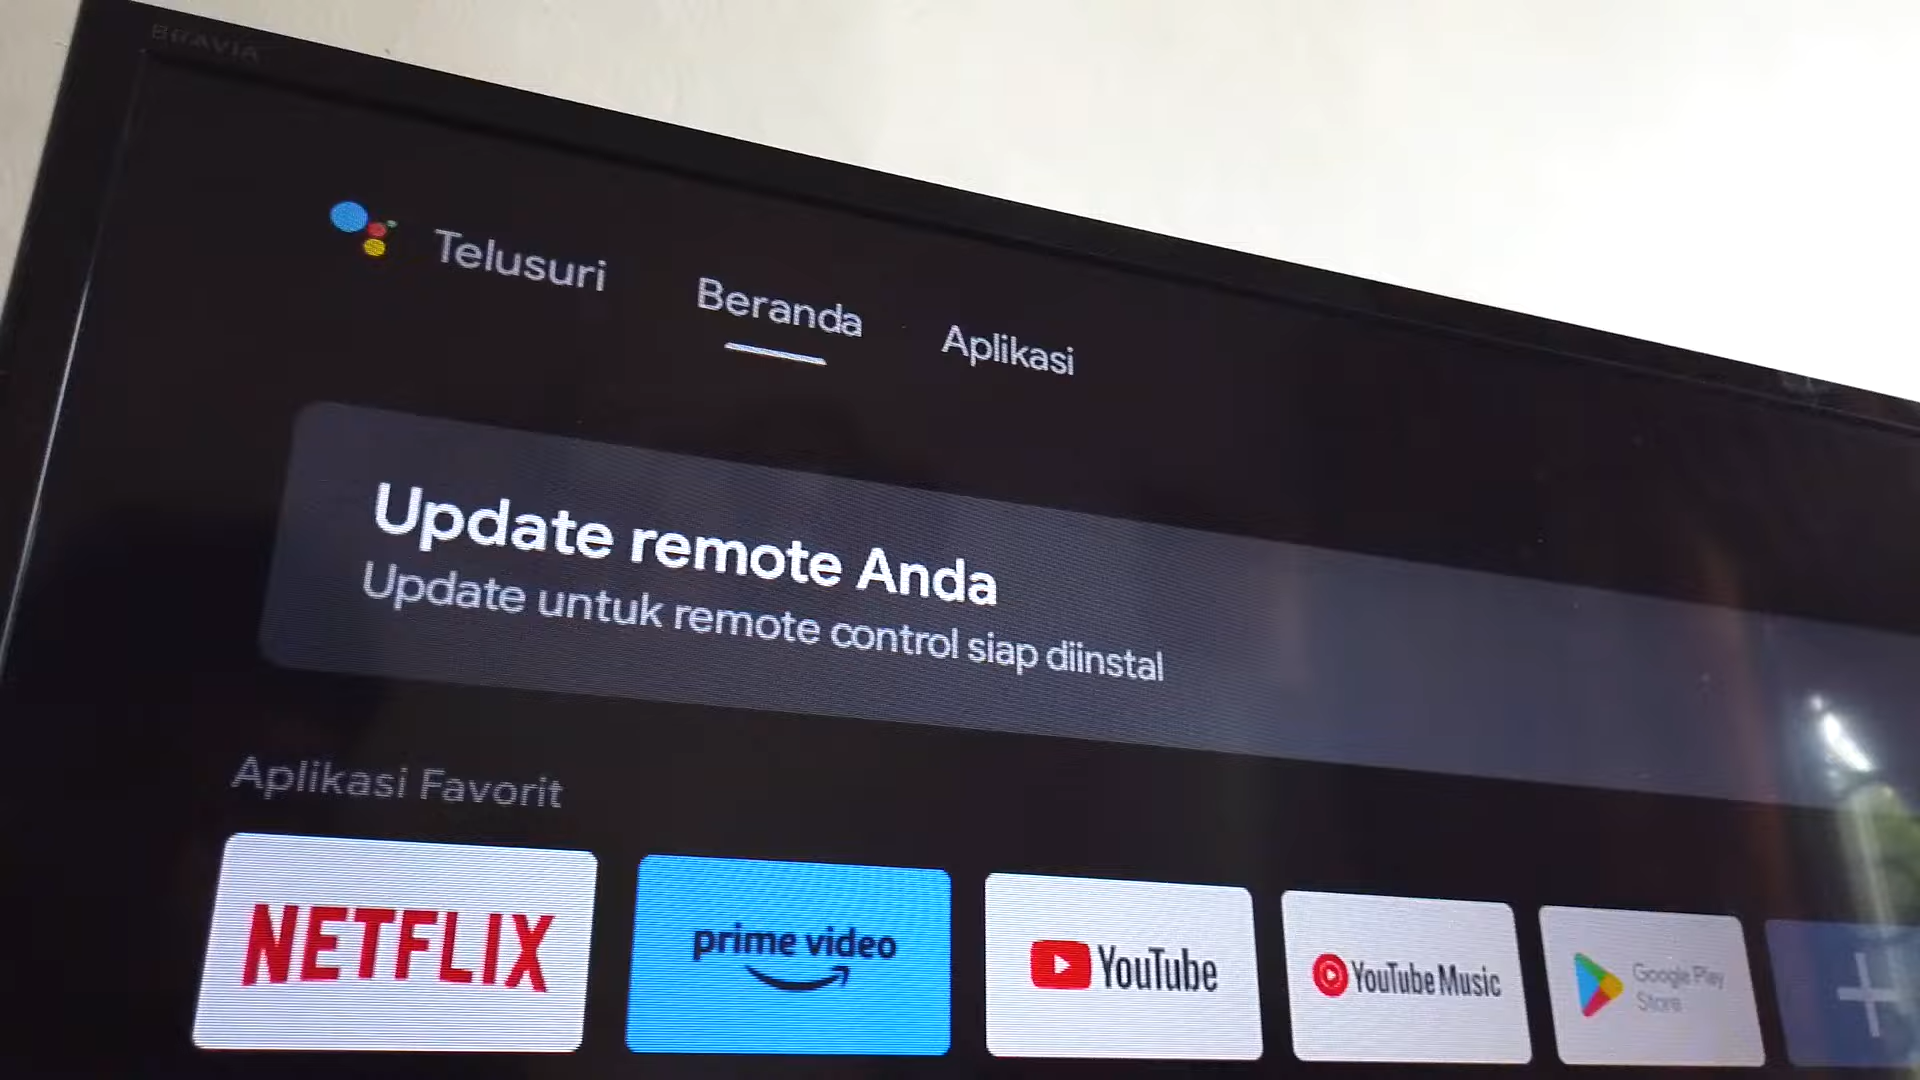 BRAVIA
Telusuri
Beranda
Aplikasi
Update remote Anda
Update untuk remote control siap diinstal
Aplikasi Favorit
NETFLIX
prime video
YouTube
YouTube Music
Google Play
Store